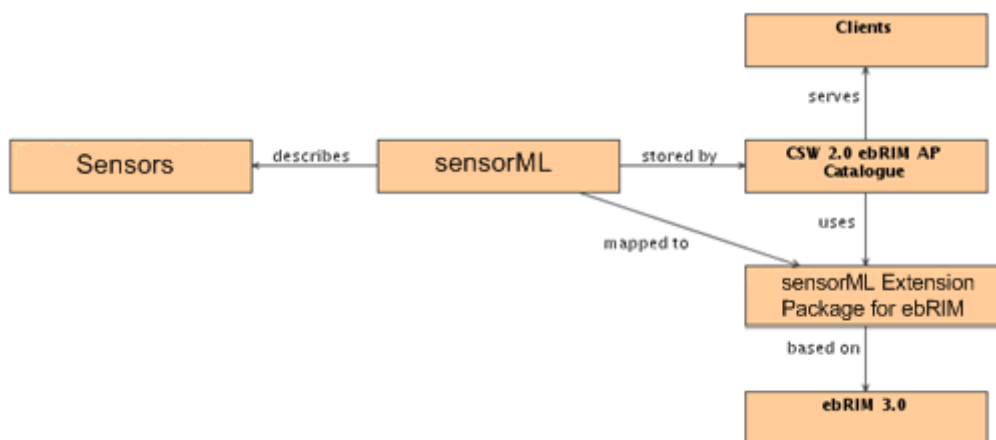 Clients
serves
Sensors
describes
sensorML
stored by
CSW 2.0 ebRIM AP
Catalogue
mapped to
uses
sensorML Extension
Package for ebRIM
based on
ebRIM 3.0